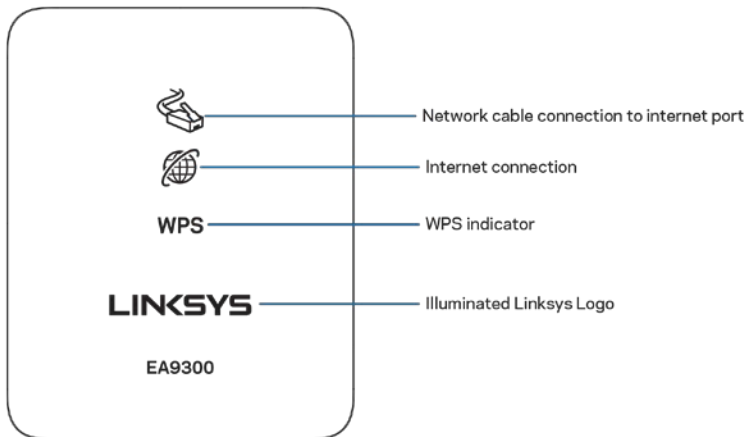 Network cable connection to internet port
Internet connection
WPS
WPS indicator
LINKSYS
Illuminated Linksys Logo
EA9300